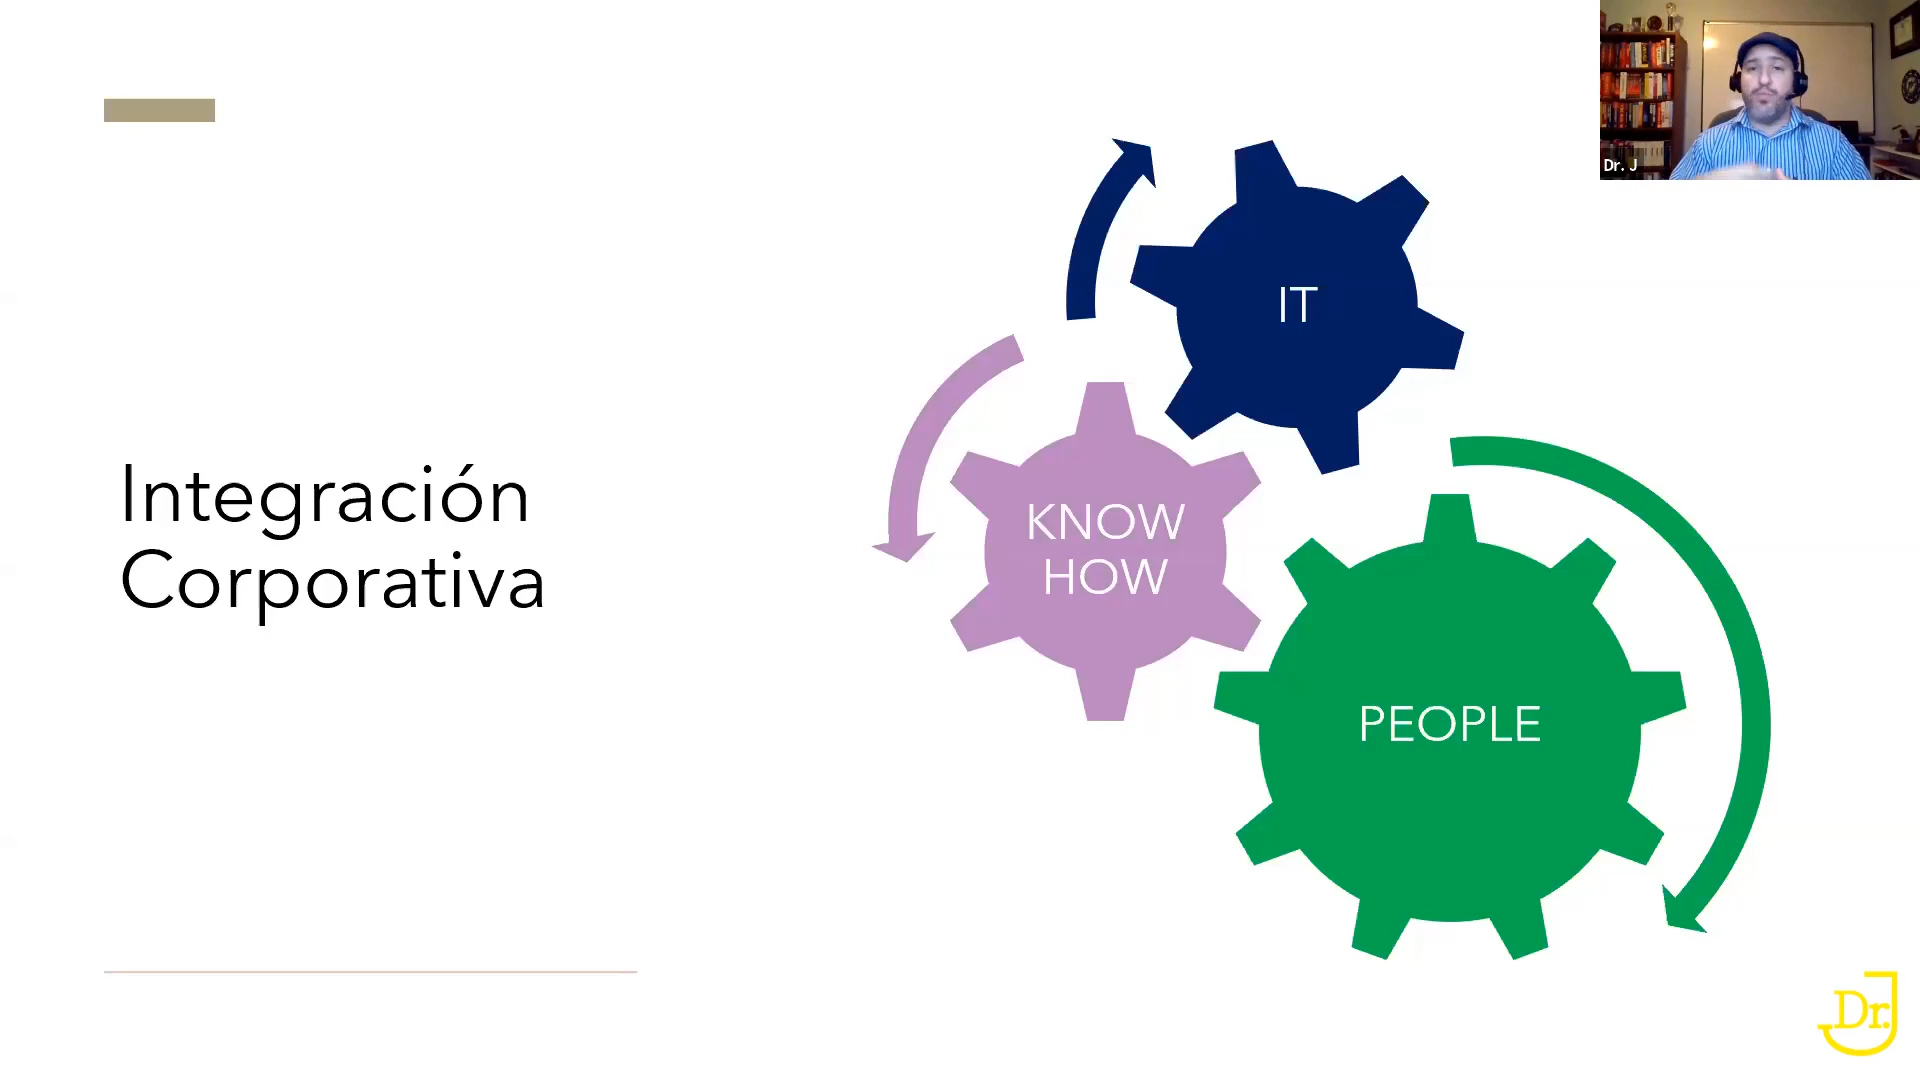 Dr. J
IT
Integración
Corporativa
KNOW
HOW
PEOPLE
Dr.J